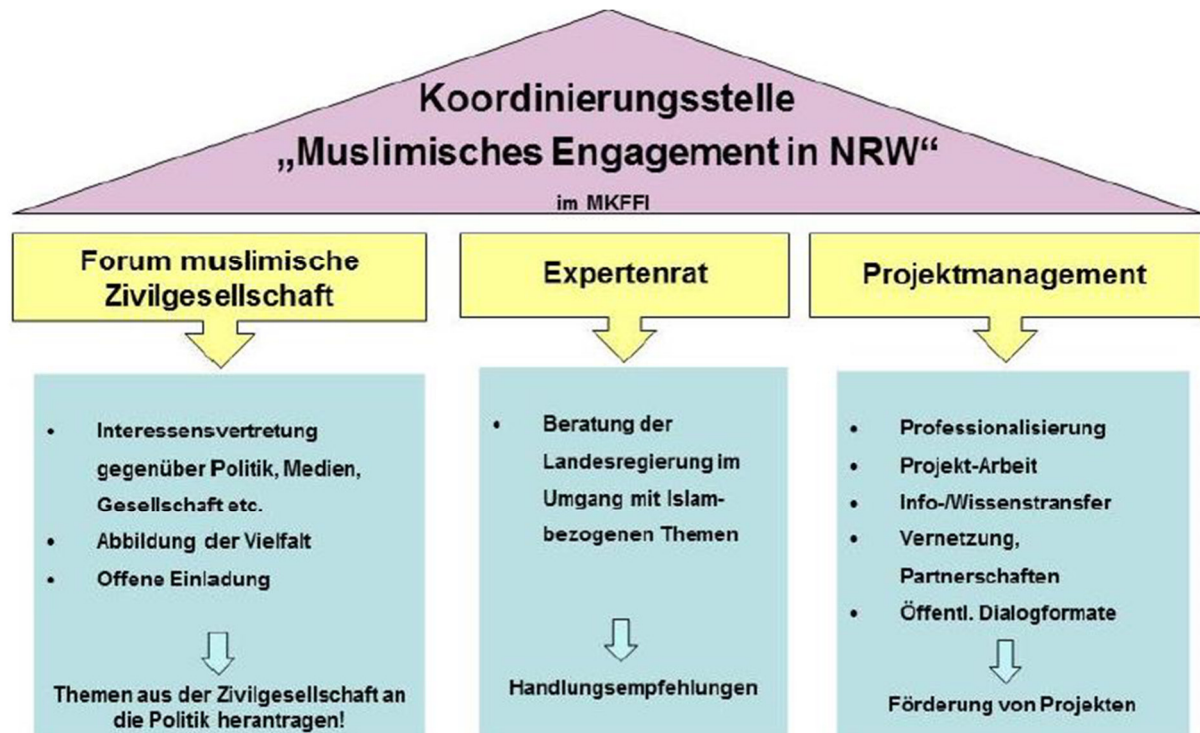 Koordinierungsstelle
„Muslimisches Engagement in NRW“
im MKFFI
Forum muslimische
Zivilgesellschaft
• Interessensvertretung
gegenüber Politik, Medien,
Gesellschaft etc.
• Abbildung der Vielfalt
• Offene Einladung
Themen aus der Zivilgesellschaft an
die Politik herantragen!
Expertenrat
• Beratung der
Landesregierung im
Umgang mit Islam-
bezogenen Themen
Handlungsempfehlungen
Projektmanagement
• Professionalisierung
• Projekt-Arbeit
• Info-/Wissenstransfer
• Vernetzung,
Partnerschaften
• Öffentl. Dialogformate
Förderung von Projekten